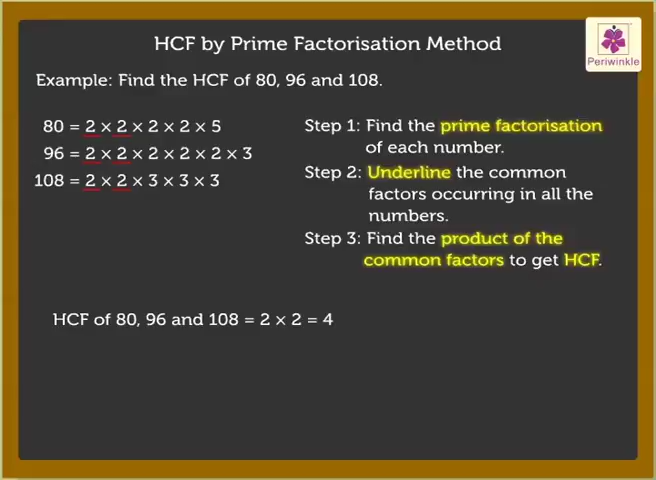 HCF by Prime Factorisation Method
Periwinkle
Example: Find the HCF of 80, 96 and 108.
80 = 2 × 2 × 2 × 2 × 5
96 = 2 × 2 × 2 × 2 × 2 × 3
108 = 2 × 2 × 3 × 3 × 3
Step 1: Find the prime factorisation
of each number.
Step 2: Underline the common
factors occurring in all the
numbers.
Step 3: Find the product of the
common factors to get HCF.
HCF of 80, 96 and 108 = 2 × 2 = 4